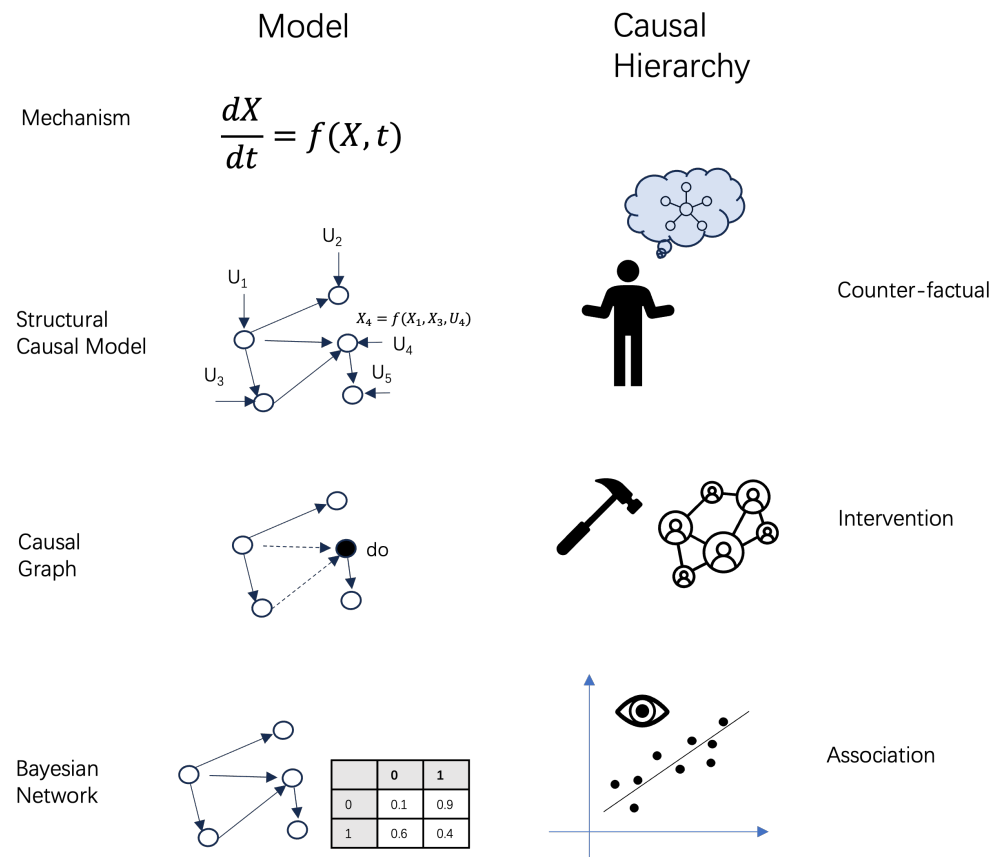 Model
Causal
Hierarchy
Mechanism
dX
dt
= f(X, t)
Structural
Causal Model
U₁
U₂
X₄ = f(X₁, X₃, U₄)
U₄
U₃
U₅
Counter-factual
Causal
Graph
do
Intervention
Bayesian
Network
0 1
0 0.1 0.9
1 0.6 0.4
Association